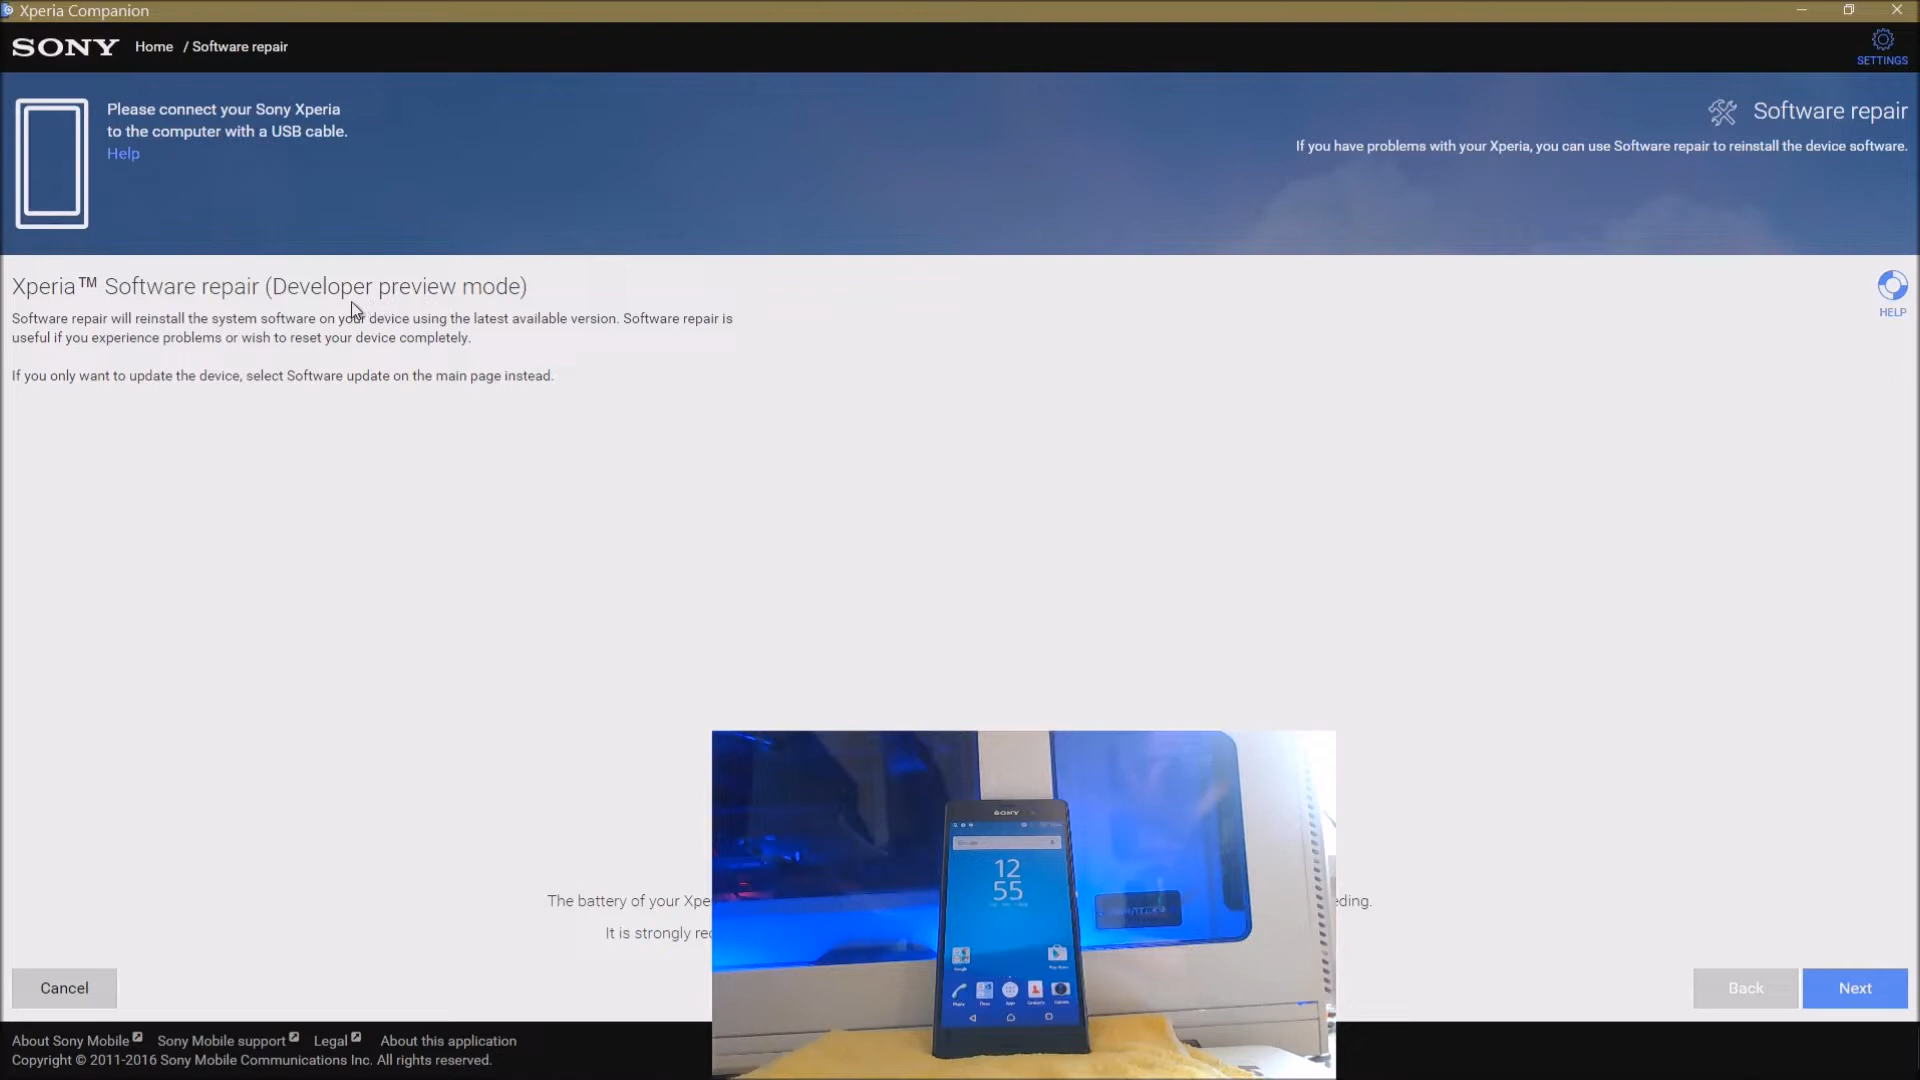 Xperia Companion
SONY
Home / Software repair
SETTINGS
Please connect your Sony Xperia
to the computer with a USB cable.
Help
Software repair
If you have problems with your Xperia, you can use Software repair to reinstall the device software.
Xperia™ Software repair (Developer preview mode)
HELP
Software repair will reinstall the system software on your device using the latest available version. Software repair is
useful if you experience problems or wish to reset your device completely.
If you only want to update the device, select Software update on the main page instead.
SONY
12
55
The battery of your Xpe
eding.
It is strongly rec
Cancel
Back
Next
About Sony Mobile
Sony Mobile support
Legal
About this application
Copyright © 2011-2016 Sony Mobile Communications Inc. All rights reserved.